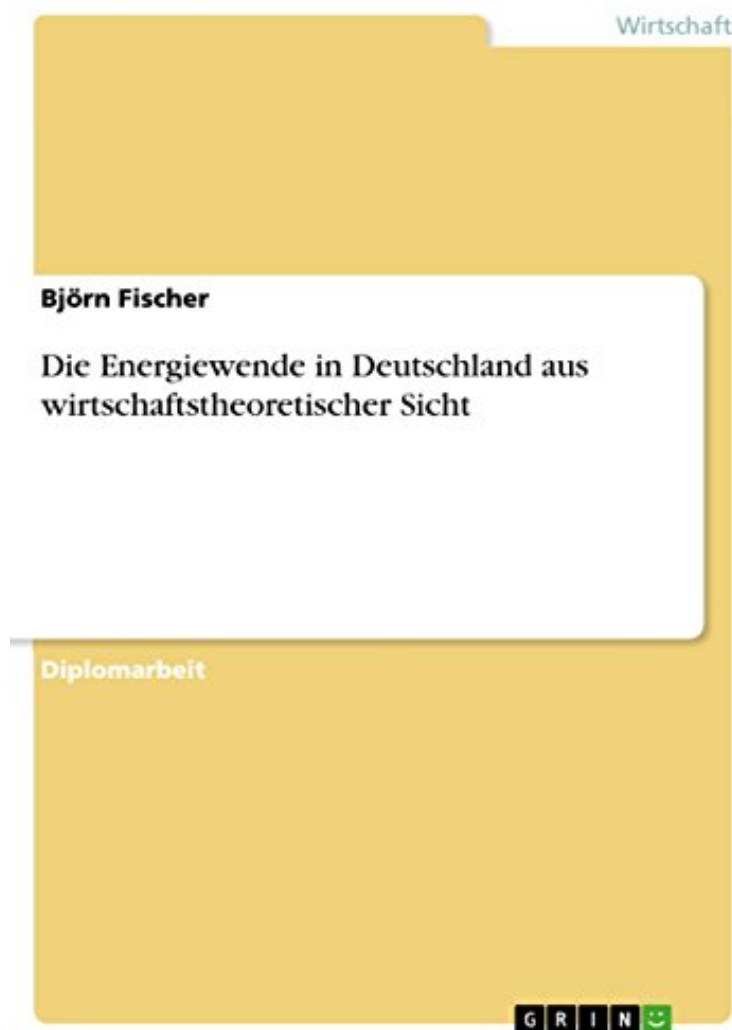 Wirtschaft
Björn Fischer
Die Energiewende in Deutschland aus
wirtschaftstheoretischer Sicht
Diplomarbeit
GRIN